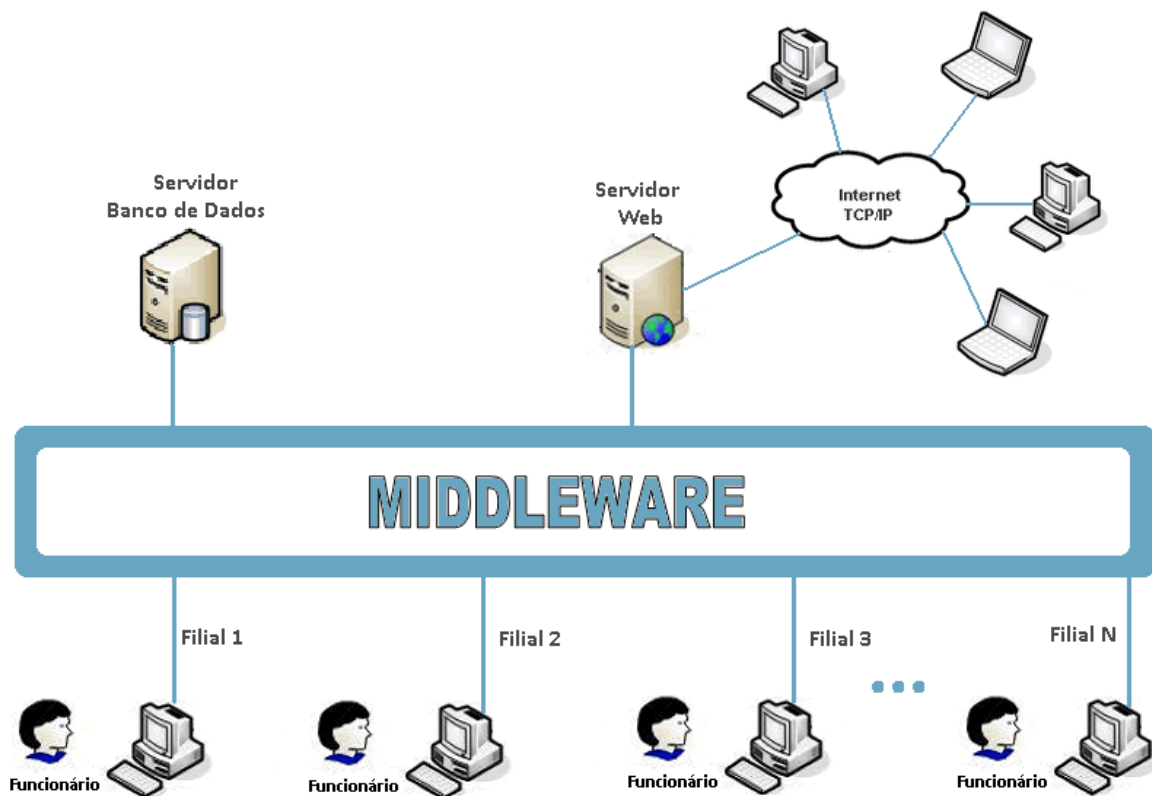 Servidor
Banco de Dados
Servidor
Web
Internet
TCP/IP
MIDDLEWARE
Filial 1
Filial 2
Filial 3
Filial N
Funcionário
Funcionário
Funcionário
Funcionário